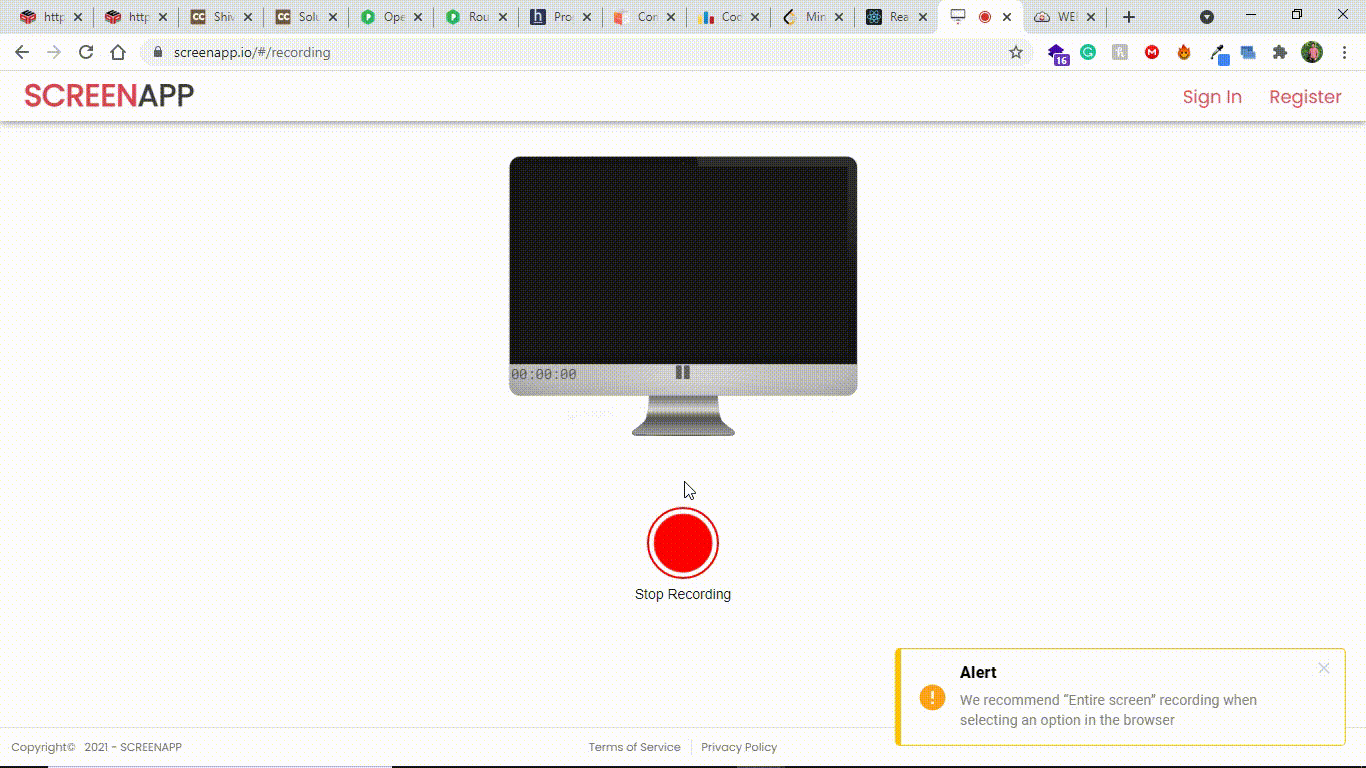 http
http
Shiv
CC
Solu
CC
Ope
Rou
Pro
Con
Coc
Min
Rea
WE
screenapp.io/#/recording
16
SCREENAPP
Sign In
Register
00:00:00
Stop Recording
Alert
We recommend “Entire screen” recording when
selecting an option in the browser
Copyright© 2021 - SCREENAPP
Terms of Service
Privacy Policy